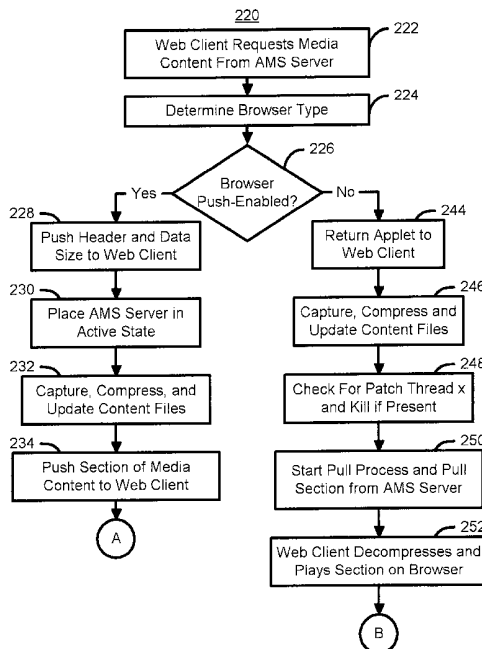 220
222
Web Client Requests Media
Content From AMS Server
224
Determine Browser Type
226
Browser
Push-Enabled?
Yes
No
228
Push Header and Data
Size to Web Client
230
Place AMS Server in
Active State
232
Capture, Compress, and
Update Content Files
234
Push Section of Media
Content to Web Client
A
244
Return Applet to
Web Client
246
Capture, Compress and
Update Content Files
248
Check For Patch Thread x
and Kill if Present
250
Start Pull Process and Pull
Section from AMS Server
252
Web Client Decompresses and
Plays Section on Browser
B